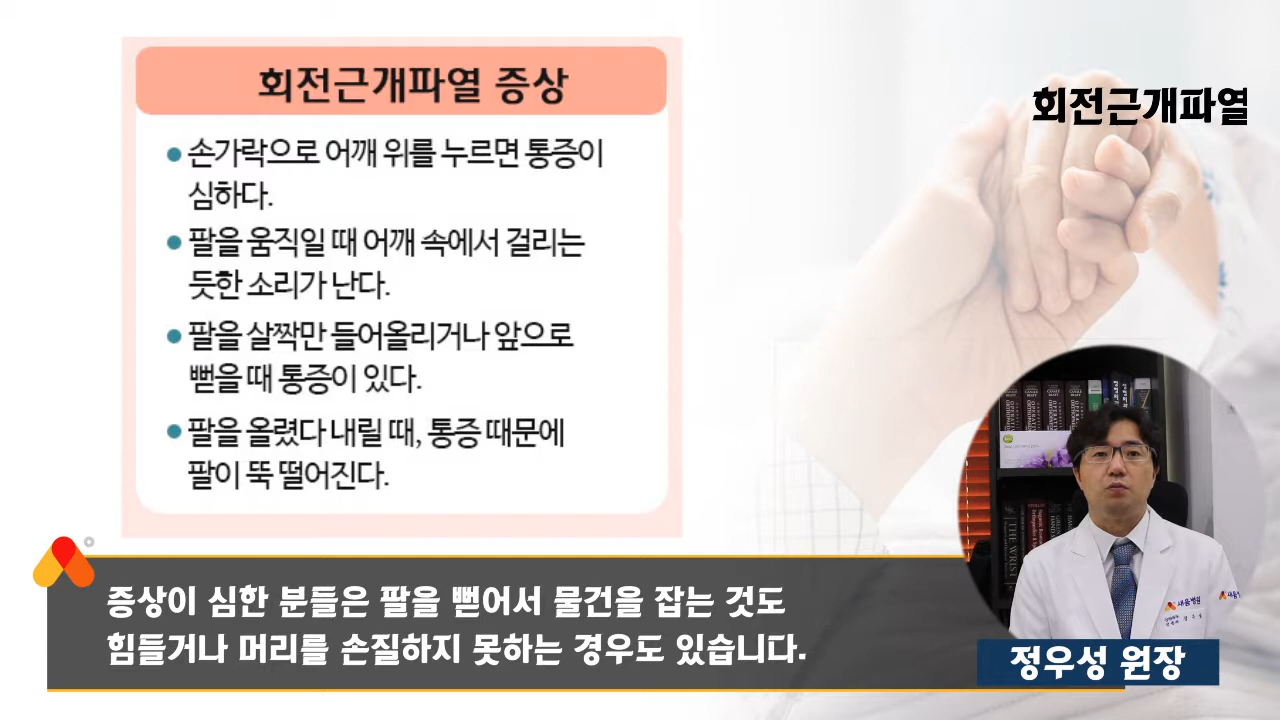 회전근개파열 증상
손가락으로 어깨 위를 누르면 통증이
심하다.
팔을 움직일 때 어깨 속에서 걸리는
듯한 소리가 난다.
팔을 살짝만 들어올리거나 앞으로
뻗을 때 통증이 있다.
팔을 올렸다 내릴 때, 통증 때문에
팔이 뚝 떨어진다.
회전근개파열
THE WRIST
새움병원
증상이 심한 분들은 팔을 뻗어서 물건을 잡는 것도
힘들거나 머리를 손질하지 못하는 경우도 있습니다.
정우성 원장